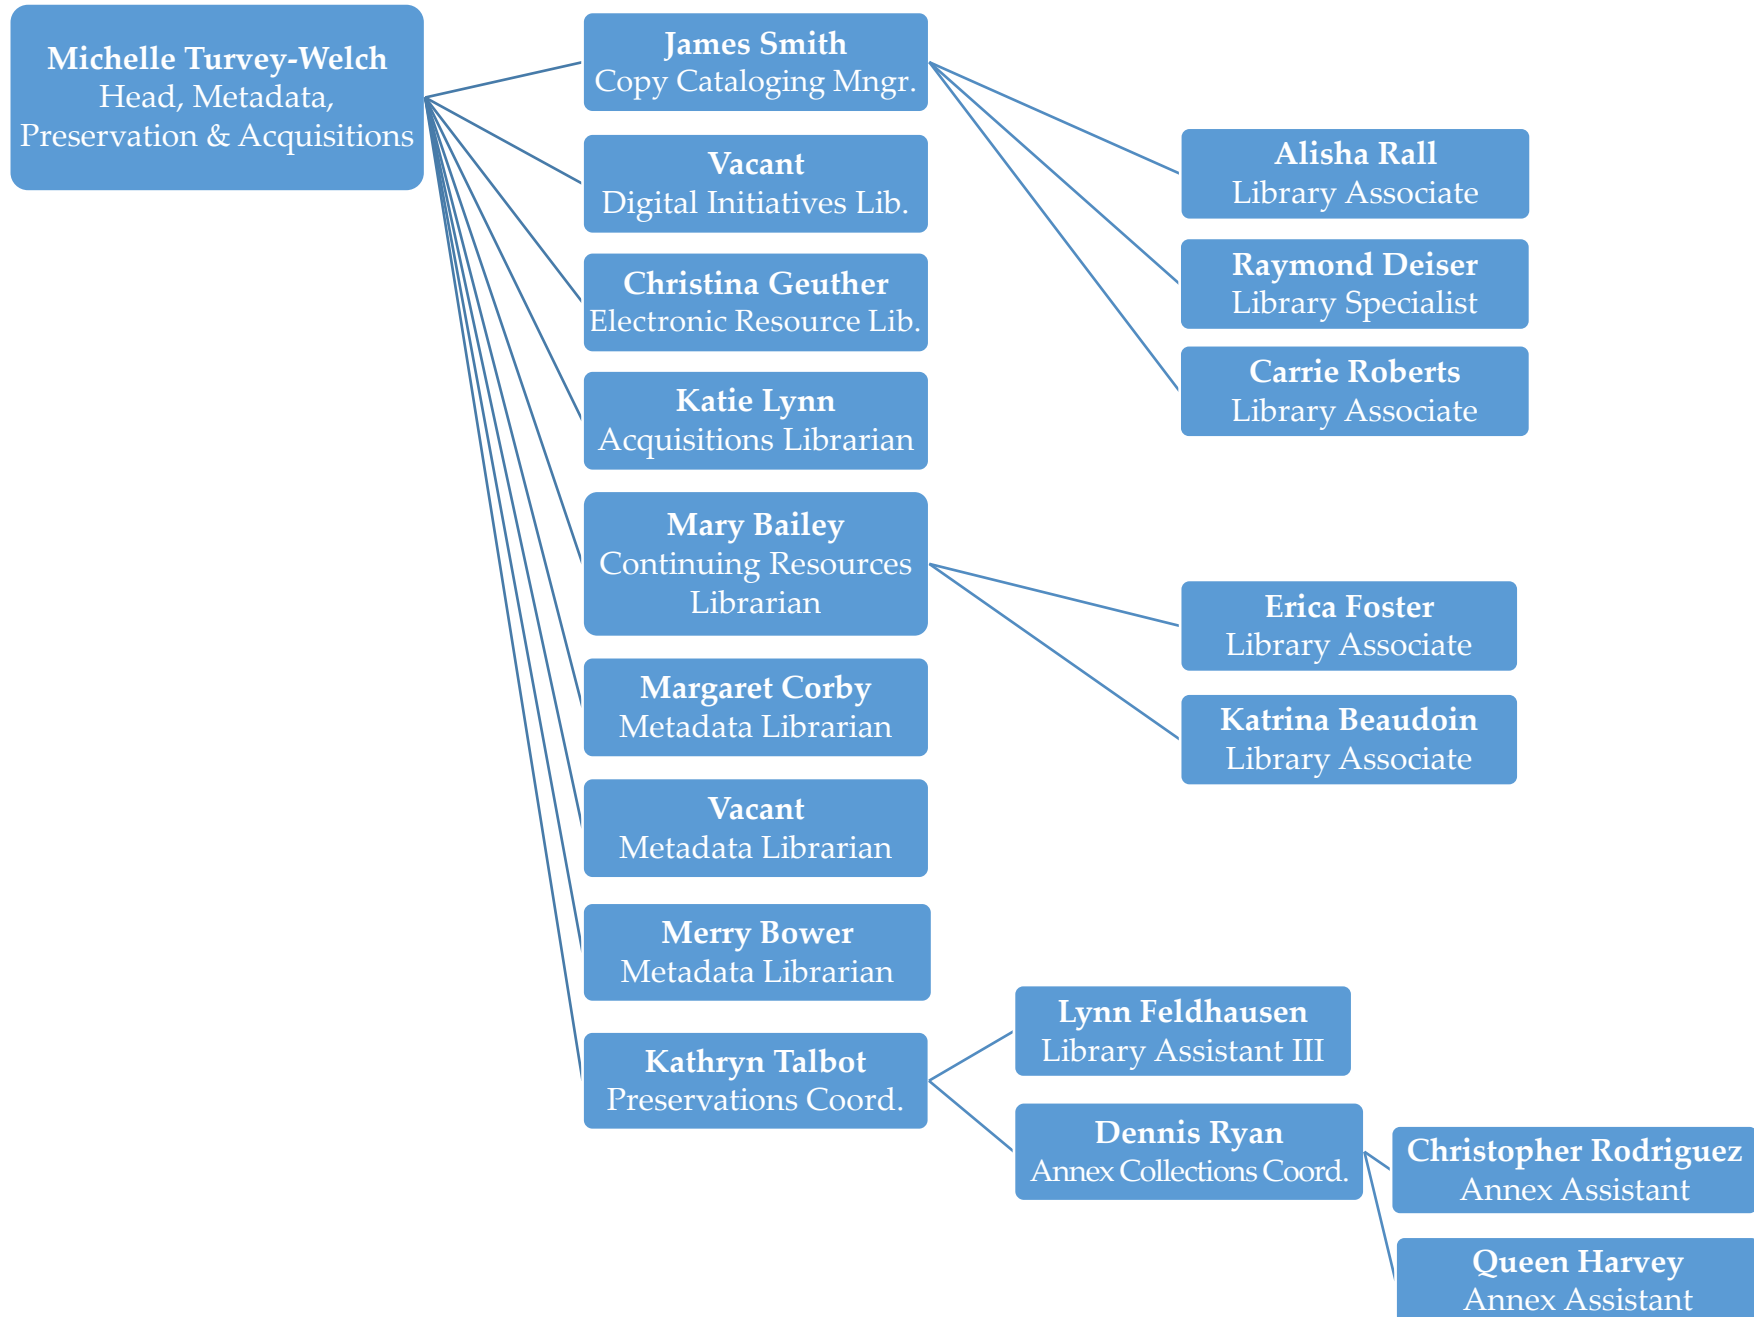 Michelle Turvey-Welch
Head, Metadata,
Preservation & Acquisitions
James Smith
Copy Cataloging Mngr.
Alisha Rall
Library Associate
Raymond Deiser
Library Specialist
Carrie Roberts
Library Associate
Vacant
Digital Initiatives Lib.
Christina Geuther
Electronic Resource Lib.
Katie Lynn
Acquisitions Librarian
Mary Bailey
Continuing Resources
Librarian
Erica Foster
Library Associate
Katrina Beaudoin
Library Associate
Margaret Corby
Metadata Librarian
Vacant
Metadata Librarian
Merry Bower
Metadata Librarian
Kathryn Talbot
Preservations Coord.
Lynn Feldhausen
Library Assistant III
Dennis Ryan
Annex Collections Coord.
Christopher Rodriguez
Annex Assistant
Queen Harvey
Annex Assistant